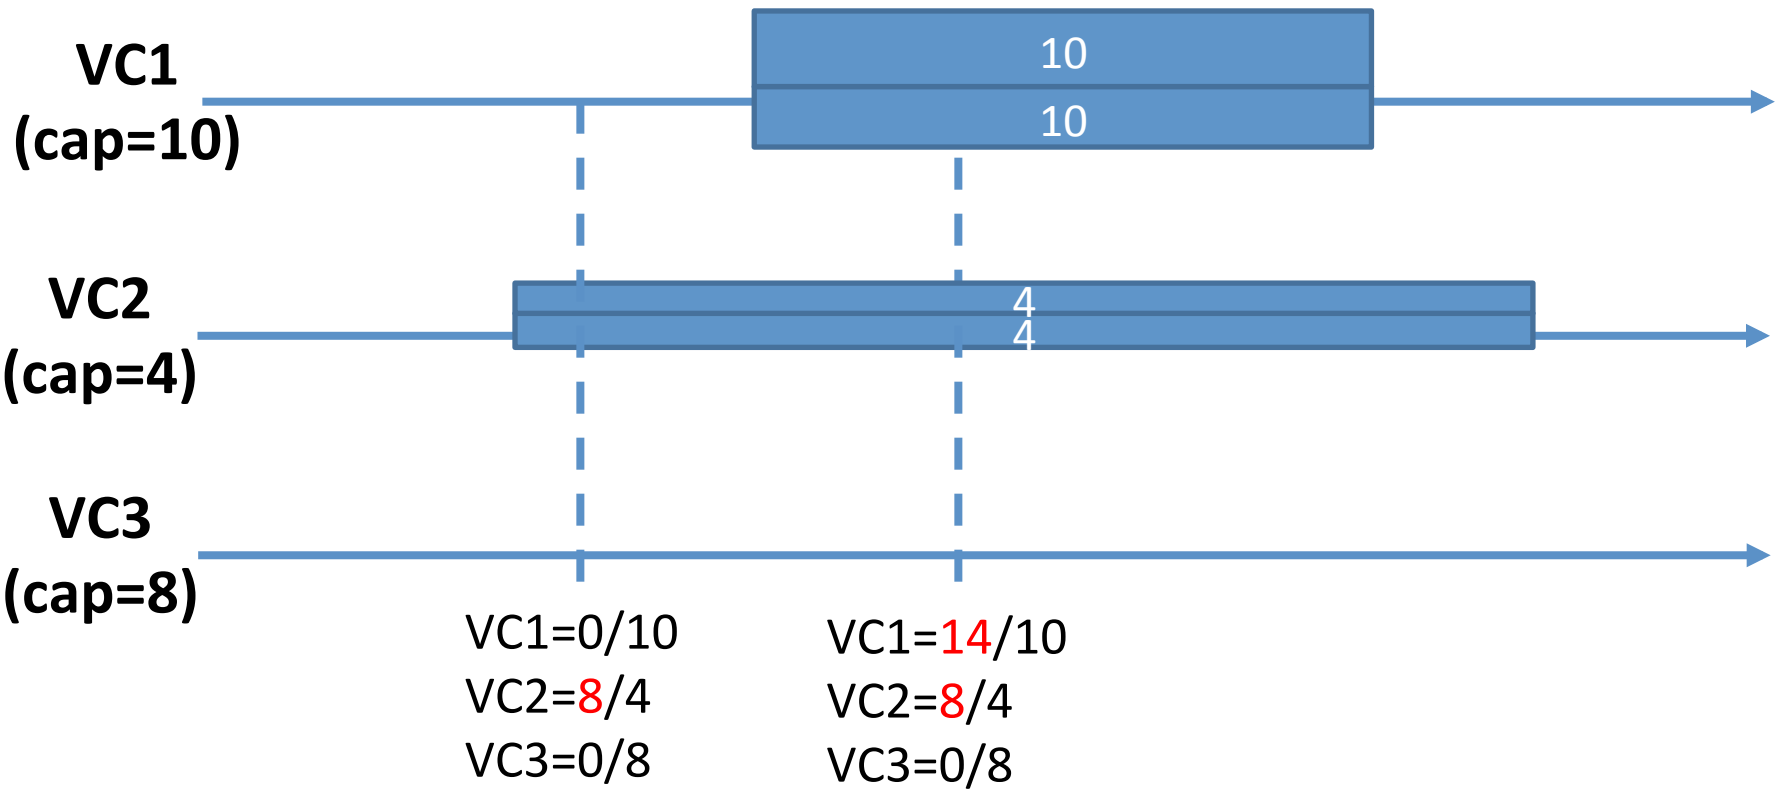 VC1
(cap=10)
10
10
VC2
(cap=4)
4
4
VC3
(cap=8)
VC1=0/10
VC2=8/4
VC3=0/8
VC1=14/10
VC2=8/4
VC3=0/8